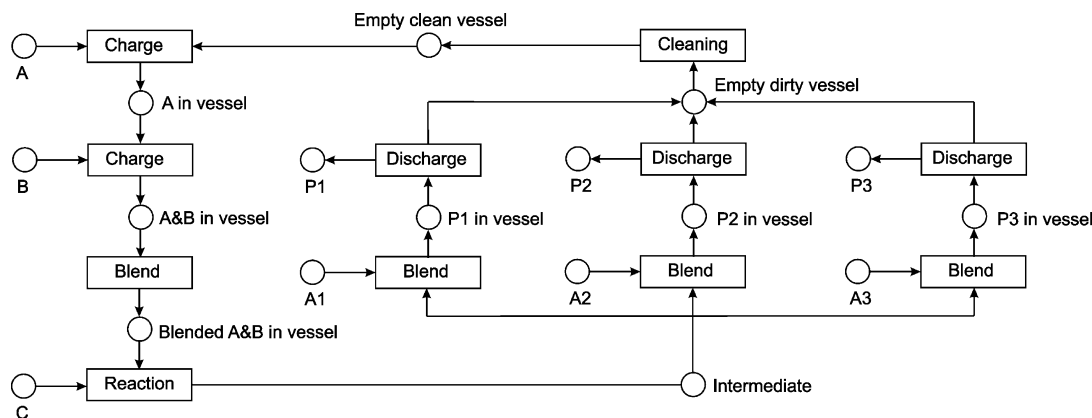 Empty clean vessel
Charge
Cleaning
A
Empty dirty vessel
A in vessel
Charge
Discharge
Discharge
Discharge
B
P1
P2
P3
A&B in vessel
P1 in vessel
P2 in vessel
P3 in vessel
Blend
Blend
Blend
Blend
A1
A2
A3
Blended A&B in vessel
Reaction
Intermediate
C